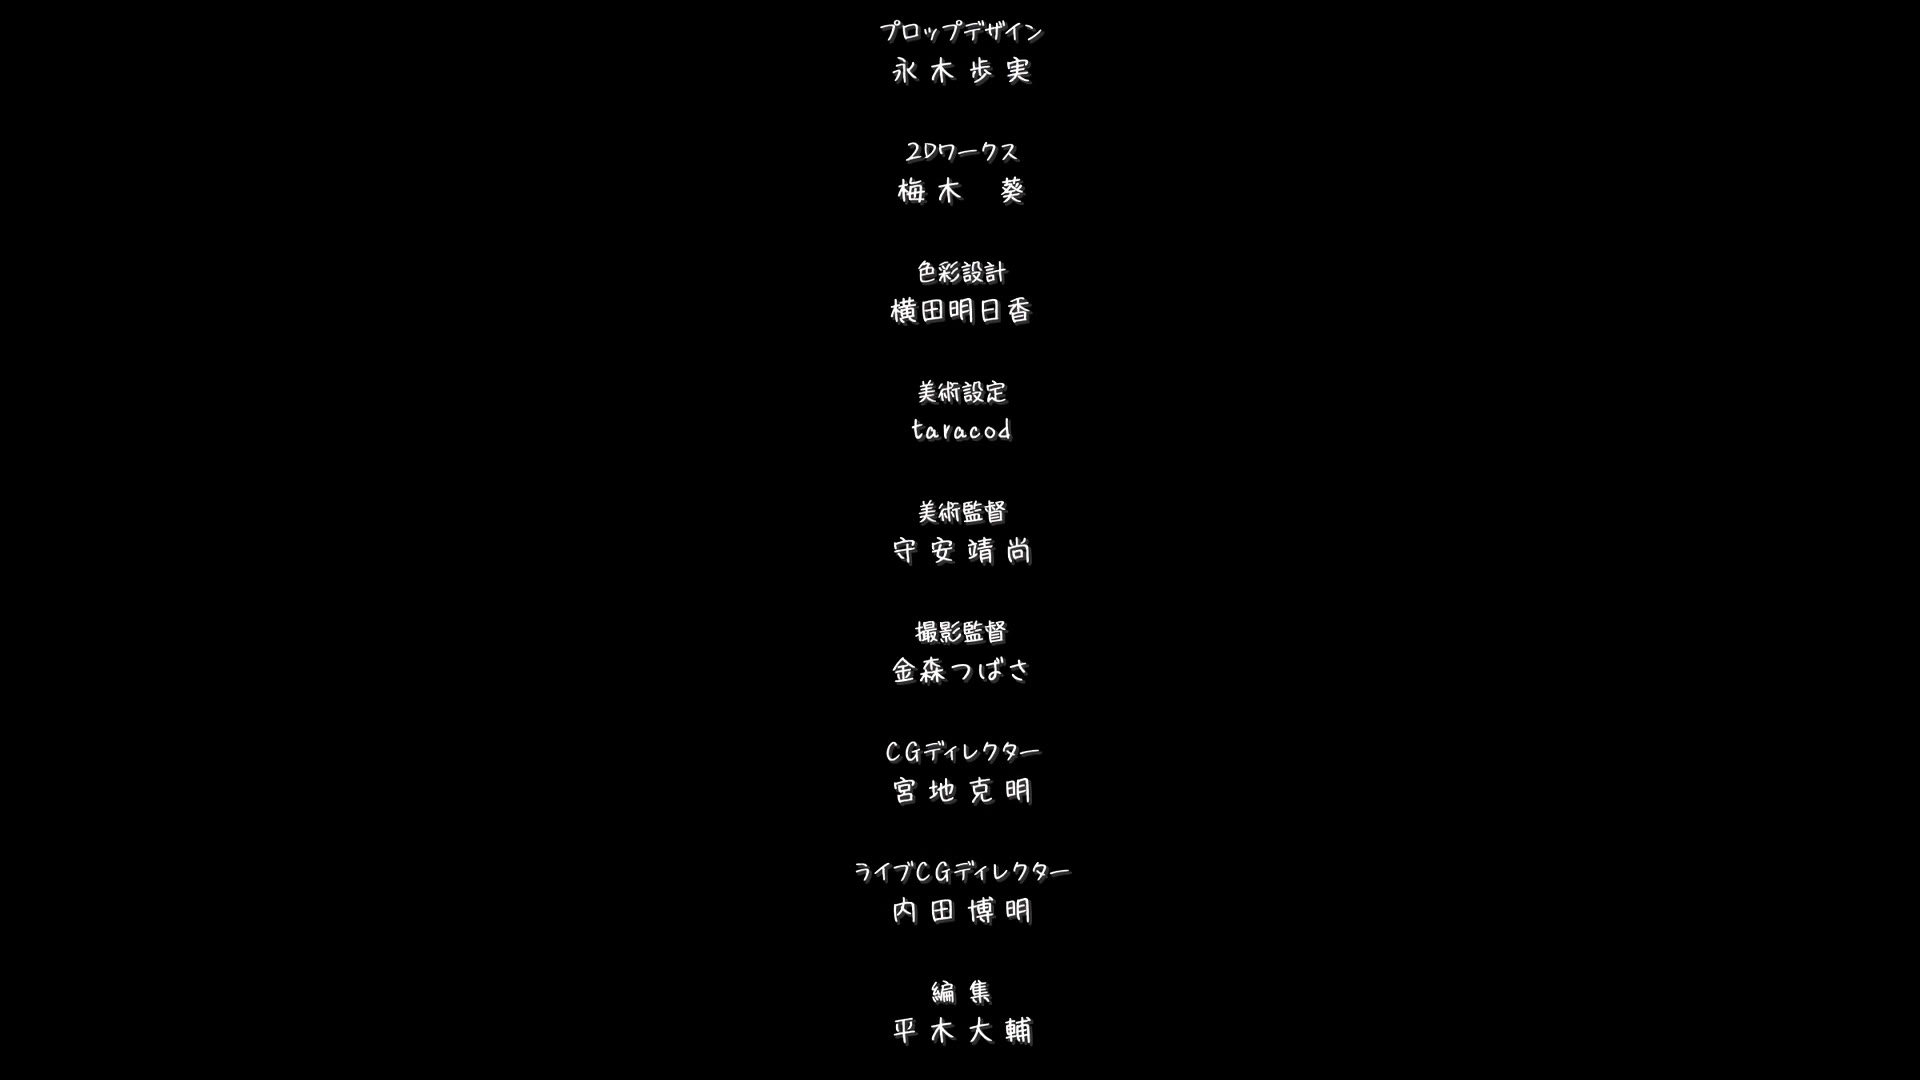 プロップデザイン
永木歩実
2Dワークス
梅木 葵
色彩設計
横田明日香
美術設定
taracod
美術監督
守安靖尚
撮影監督
金森つばさ
CGディレクター
宮地克明
ライブCGディレクター
内田博明
編集
平木大輔